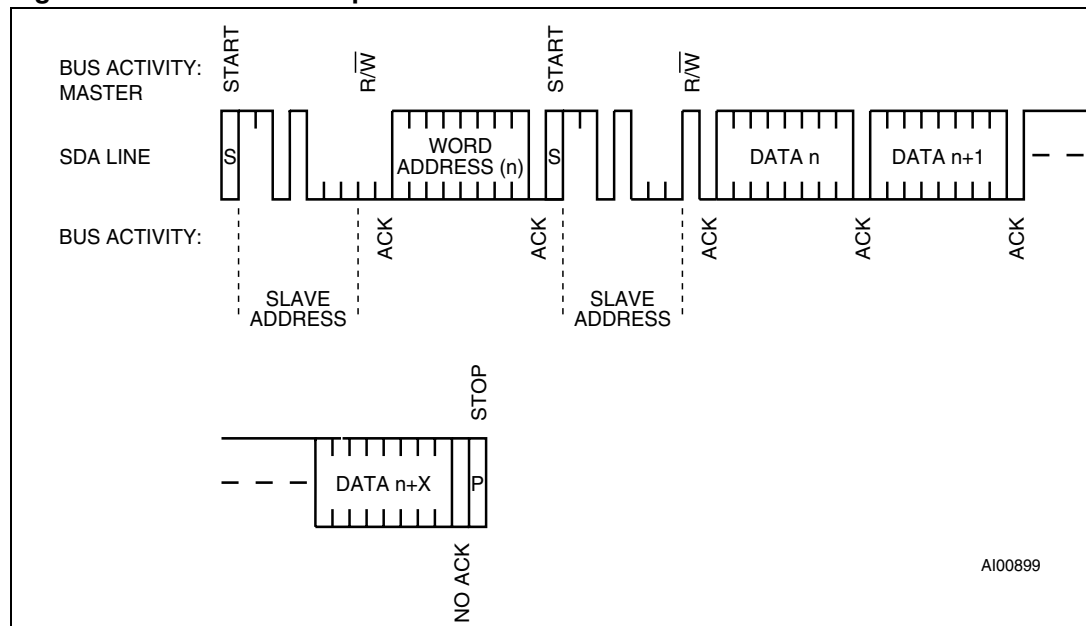 START
R/W
START
R/W
BUS ACTIVITY:
MASTER
SDA LINE
S
WORD
ADDRESS (n)
S
DATA n
DATA n+1
BUS ACTIVITY:
ACK
ACK
ACK
ACK
ACK
SLAVE
ADDRESS
SLAVE
ADDRESS
STOP
DATA n+X
P
NO ACK
AI00899